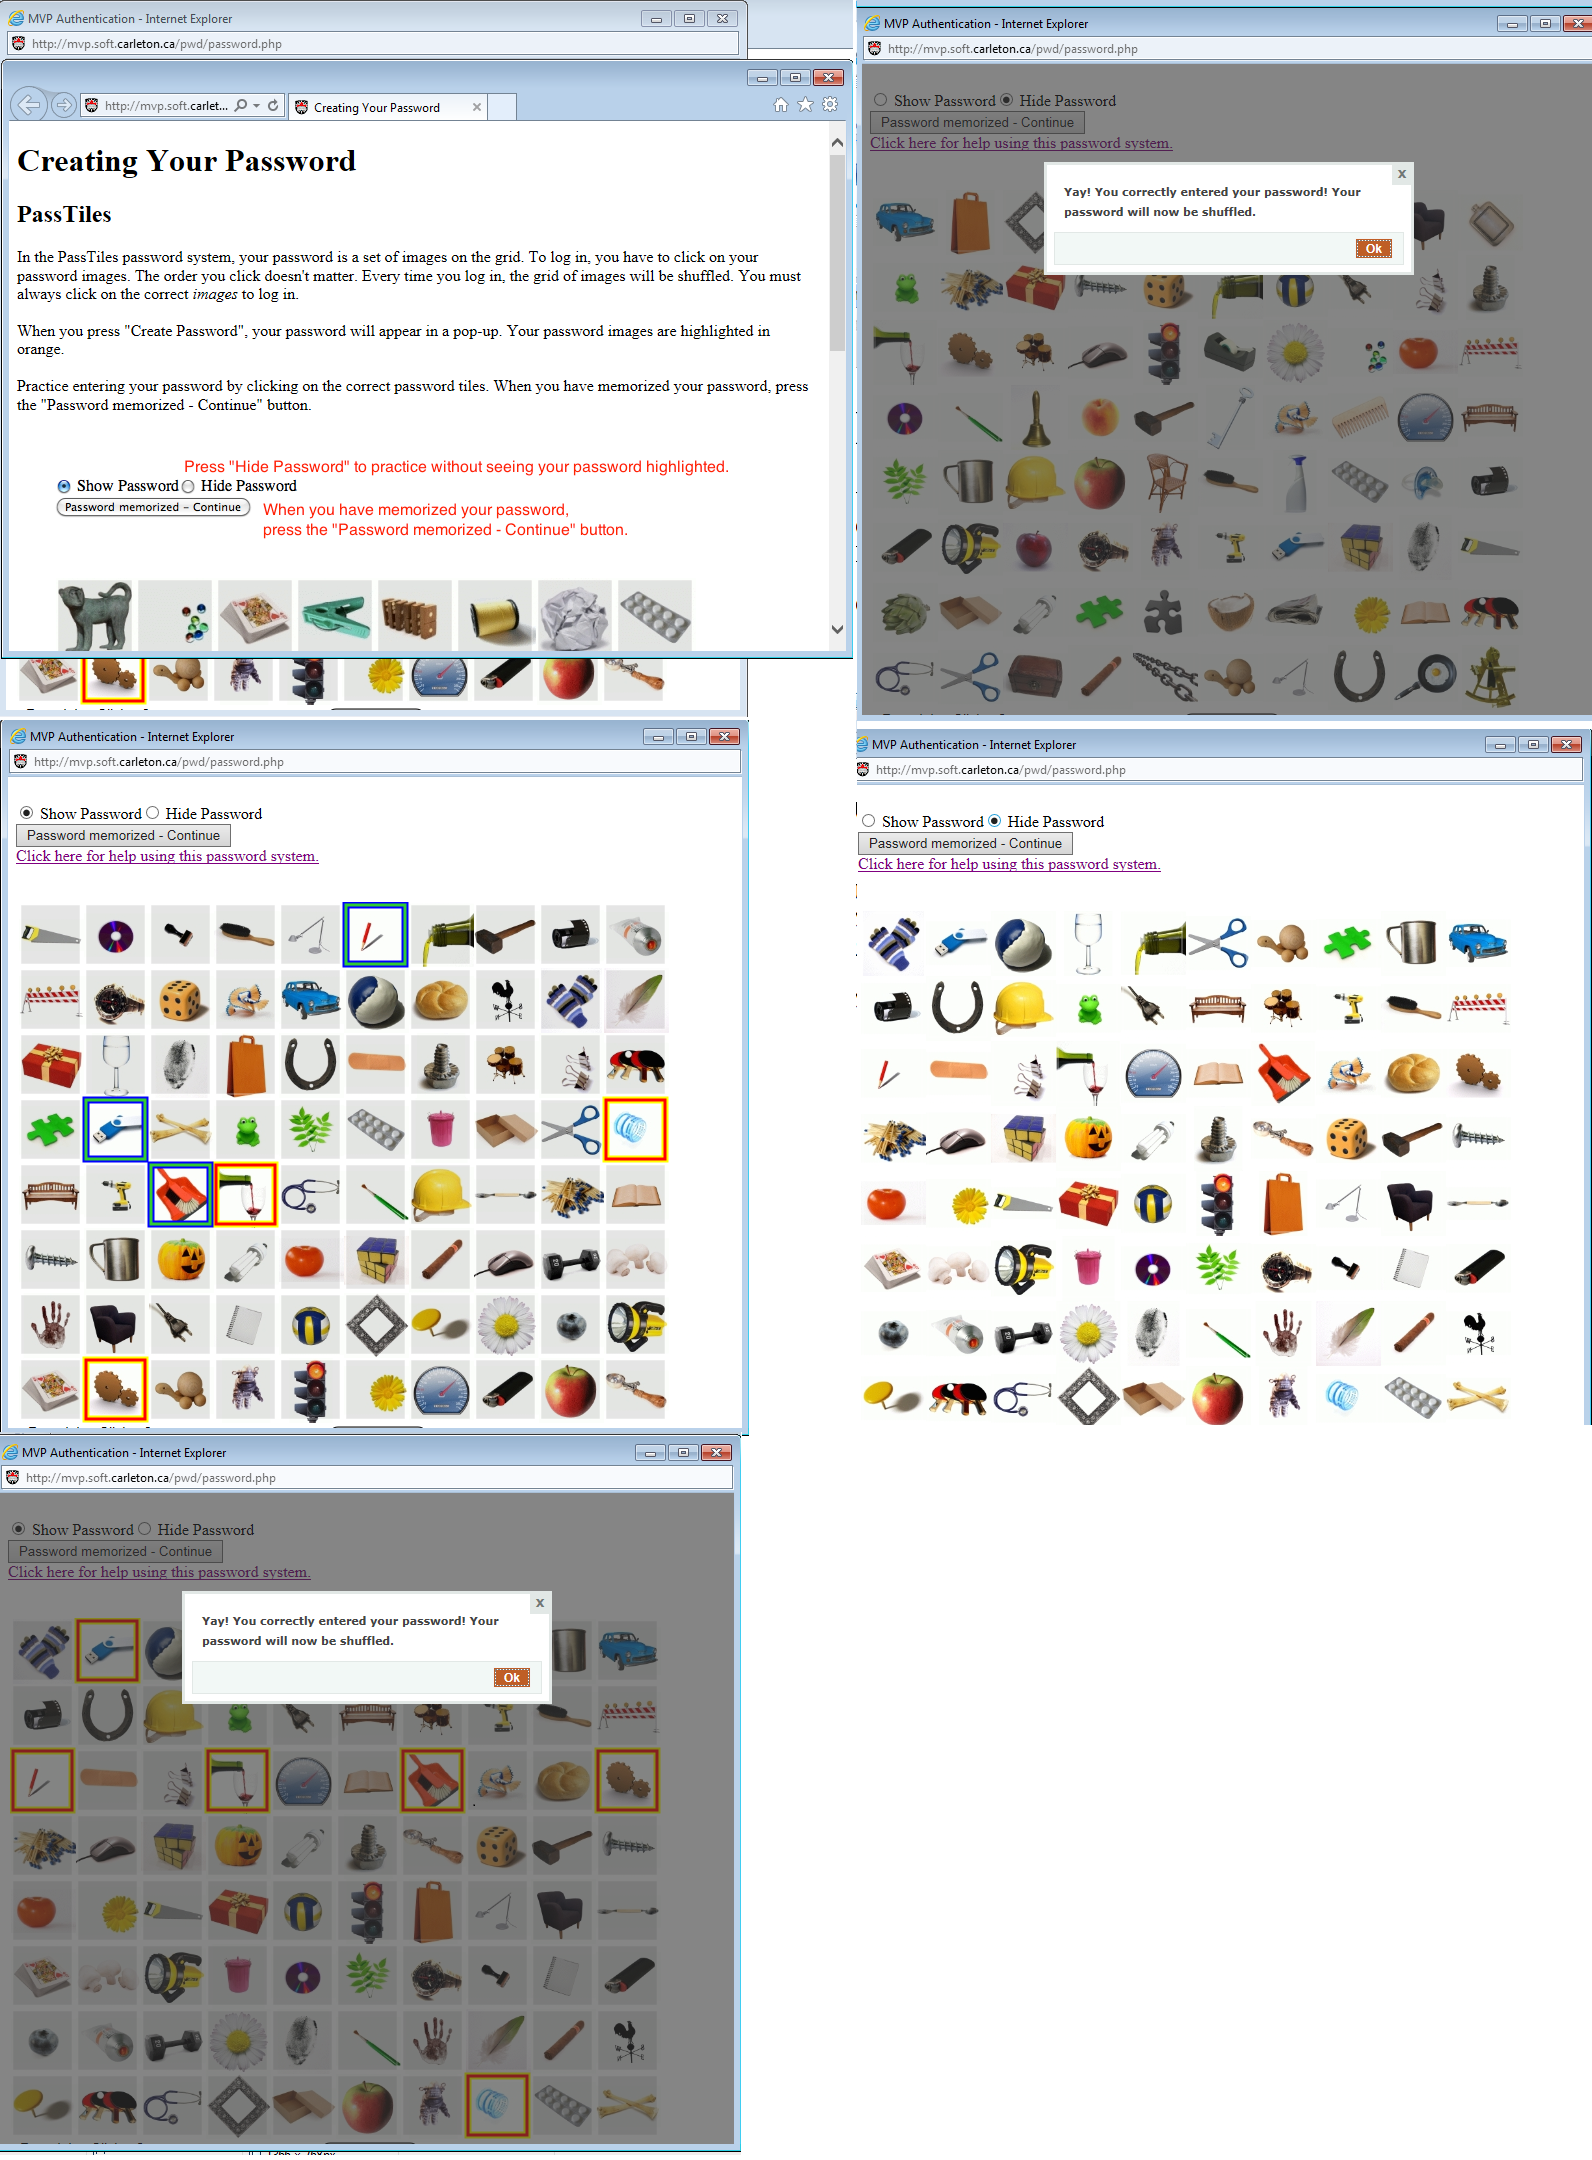 MVP Authentication - Internet Explorer
http://mvp.soft.carleton.ca/pwd/password.php
http://mvp.soft.carlet...
Creating Your Password
Creating Your Password
PassTiles
In the PassTiles password system, your password is a set of images on the grid. To log in, you have to click on your
password images. The order you click doesn't matter. Every time you log in, the grid of images will be shuffled. You must
always click on the correct images to log in.
When you press "Create Password", your password will appear in a pop-up. Your password images are highlighted in
orange.
Practice entering your password by clicking on the correct password tiles. When you have memorized your password, press
the "Password memorized - Continue" button.
Press "Hide Password" to practice without seeing your password highlighted.
Show Password Hide Password
Password memorized - Continue
When you have memorized your password,
press the "Password memorized - Continue" button.
MVP Authentication - Internet Explorer
http://mvp.soft.carleton.ca/pwd/password.php
Show Password Hide Password
Password memorized - Continue
Click here for help using this password system.
x
Yay! You correctly entered your password! Your
password will now be shuffled.
Ok
MVP Authentication - Internet Explorer
http://mvp.soft.carleton.ca/pwd/password.php
Show Password Hide Password
Password memorized - Continue
Click here for help using this password system.
MVP Authentication - Internet Explorer
http://mvp.soft.carleton.ca/pwd/password.php
Show Password Hide Password
Password memorized - Continue
Click here for help using this password system.
MVP Authentication - Internet Explorer
http://mvp.soft.carleton.ca/pwd/password.php
Show Password Hide Password
Password memorized - Continue
Click here for help using this password system.
x
Yay! You correctly entered your password! Your
password will now be shuffled.
Ok